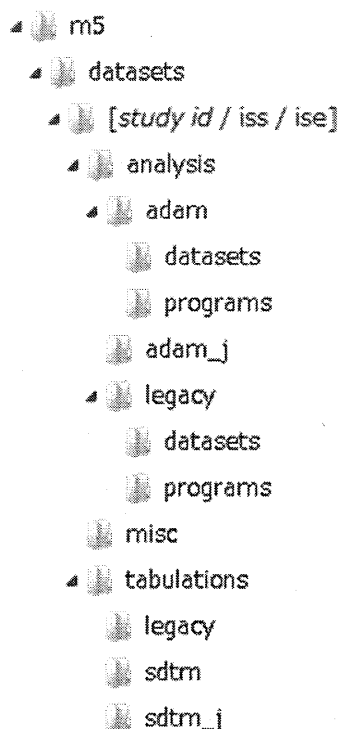 m5
datasets
[study id / iss / ise]
analysis
adam
datasets
programs
adam_j
legacy
datasets
programs
misc
tabulations
legacy
sdtm
sdtm_j